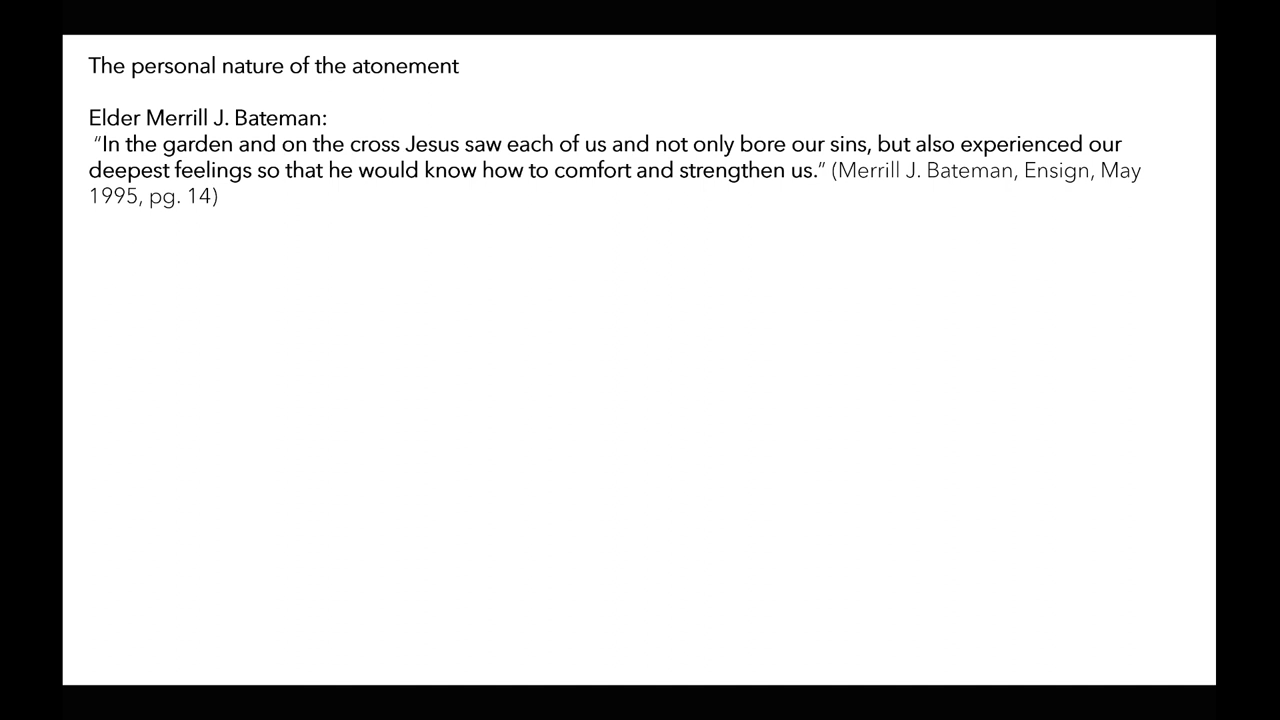 The personal nature of the atonement
Elder Merrill J. Bateman:
“In the garden and on the cross Jesus saw each of us and not only bore our sins, but also experienced our
deepest feelings so that he would know how to comfort and strengthen us.” (Merrill J. Bateman, Ensign, May
1995, pg. 14)